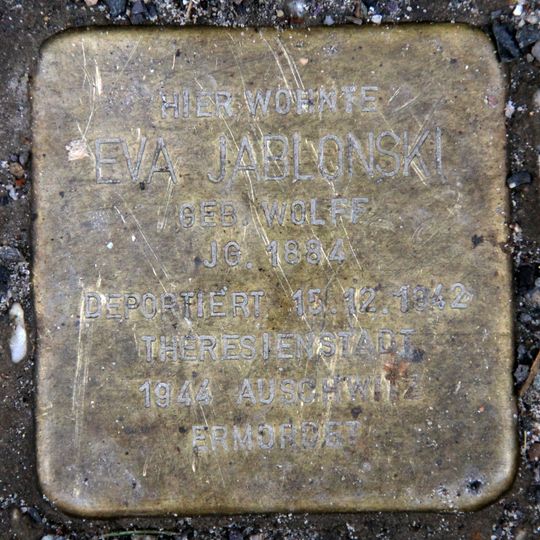 HIER WOHNTE
EVA JABLONSKI
GEB. WOLFF
JG. 1884
DEPORTIERT 15.12.1942
THERESIENSTADT
1944 AUSCHWITZ
ERMORDET